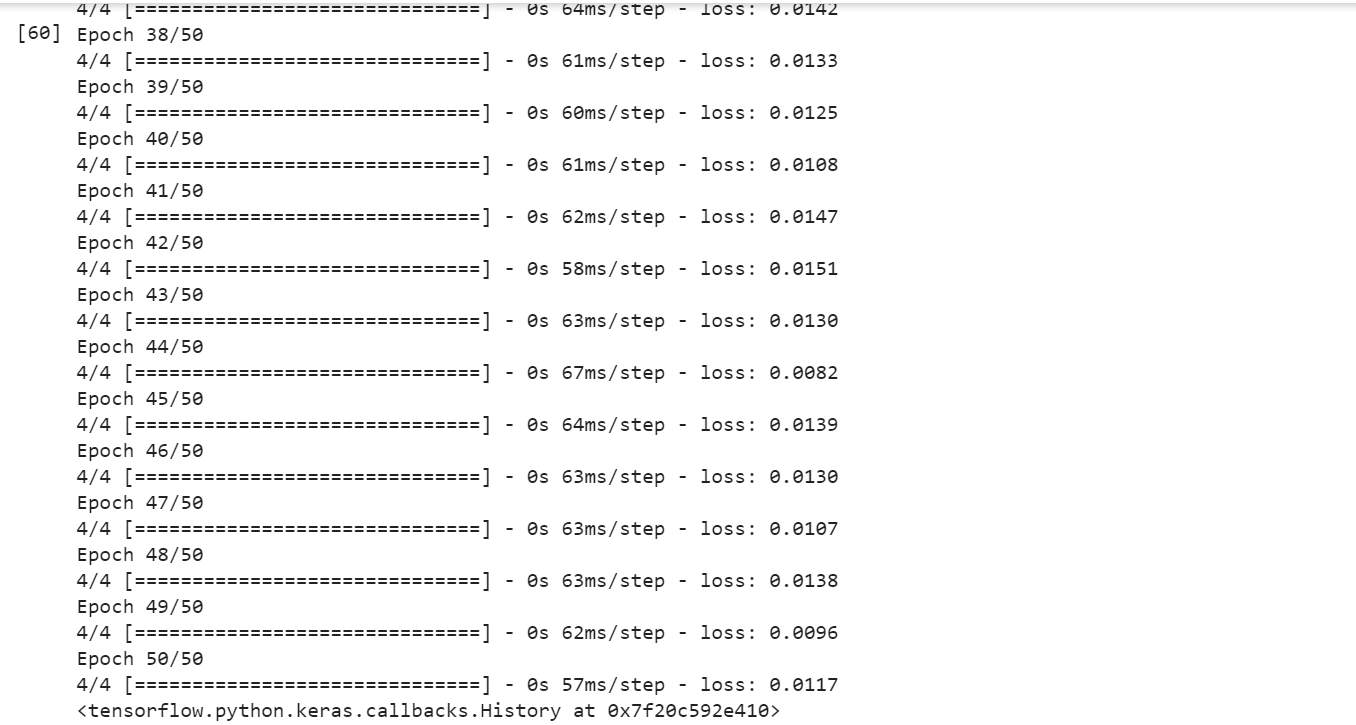 4/4 [==============================] - 0s 64ms/step - loss: 0.0142
[60] Epoch 38/50
4/4 [==============================] - 0s 61ms/step - loss: 0.0133
Epoch 39/50
4/4 [==============================] - 0s 60ms/step - loss: 0.0125
Epoch 40/50
4/4 [==============================] - 0s 61ms/step - loss: 0.0108
Epoch 41/50
4/4 [==============================] - 0s 62ms/step - loss: 0.0147
Epoch 42/50
4/4 [==============================] - 0s 58ms/step - loss: 0.0151
Epoch 43/50
4/4 [==============================] - 0s 63ms/step - loss: 0.0130
Epoch 44/50
4/4 [==============================] - 0s 67ms/step - loss: 0.0082
Epoch 45/50
4/4 [==============================] - 0s 64ms/step - loss: 0.0139
Epoch 46/50
4/4 [==============================] - 0s 63ms/step - loss: 0.0130
Epoch 47/50
4/4 [==============================] - 0s 63ms/step - loss: 0.0107
Epoch 48/50
4/4 [==============================] - 0s 63ms/step - loss: 0.0138
Epoch 49/50
4/4 [==============================] - 0s 62ms/step - loss: 0.0096
Epoch 50/50
4/4 [==============================] - 0s 57ms/step - loss: 0.0117
<tensorflow.python.keras.callbacks.History at 0x7f20c592e410>